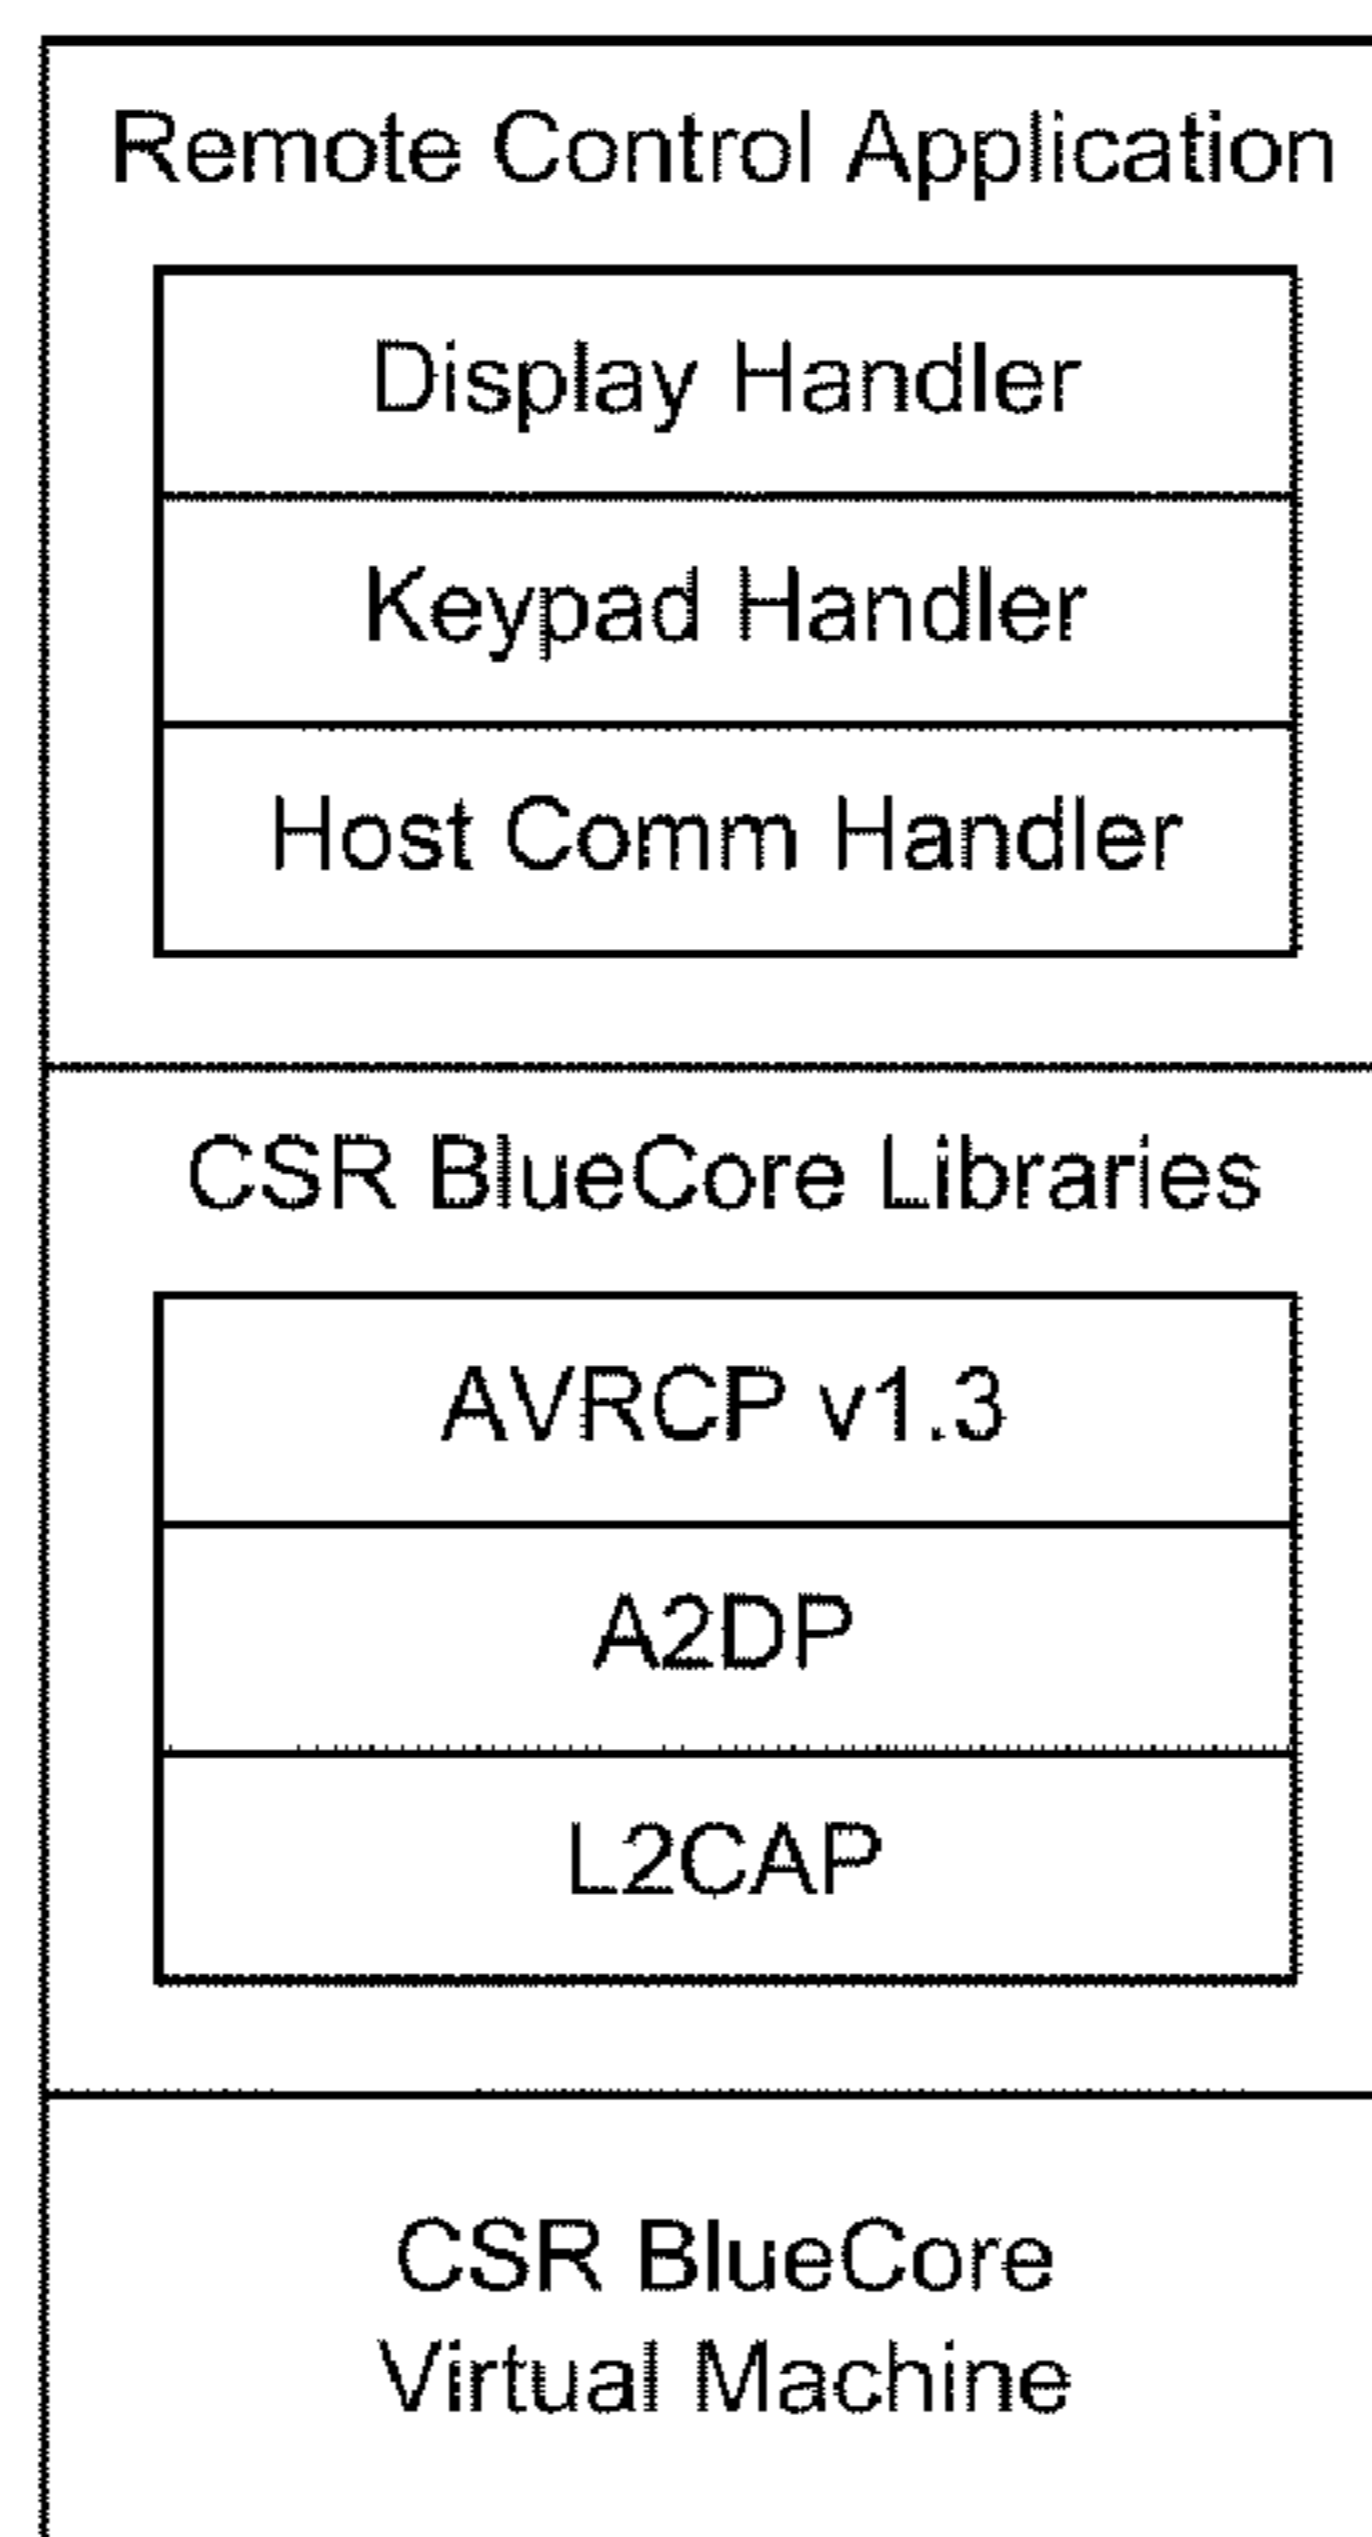 Remote Control Application
Display Handler
Keypad Handler
Host Comm Handler
CSR BlueCore Libraries
AVRCP v1.3
A2DP
L2CAP
CSR BlueCore
Virtual Machine